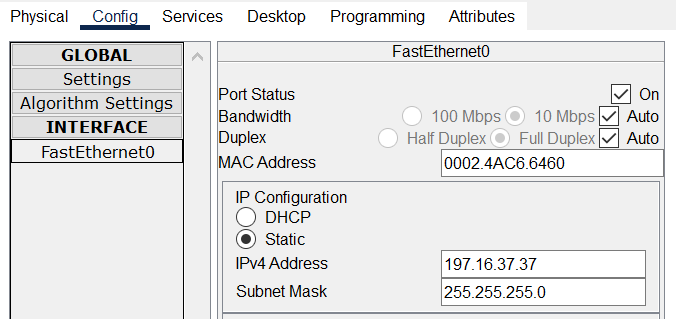 Physical Config Services Desktop Programming Attributes
GLOBAL
Settings
Algorithm Settings
INTERFACE
FastEthernet0
FastEthernet0
Port Status On
Bandwidth 100 Mbps 10 Mbps Auto
Duplex Half Duplex Full Duplex Auto
MAC Address 0002.4AC6.6460
IP Configuration
DHCP
Static
IPv4 Address 197.16.37.37
Subnet Mask 255.255.255.0